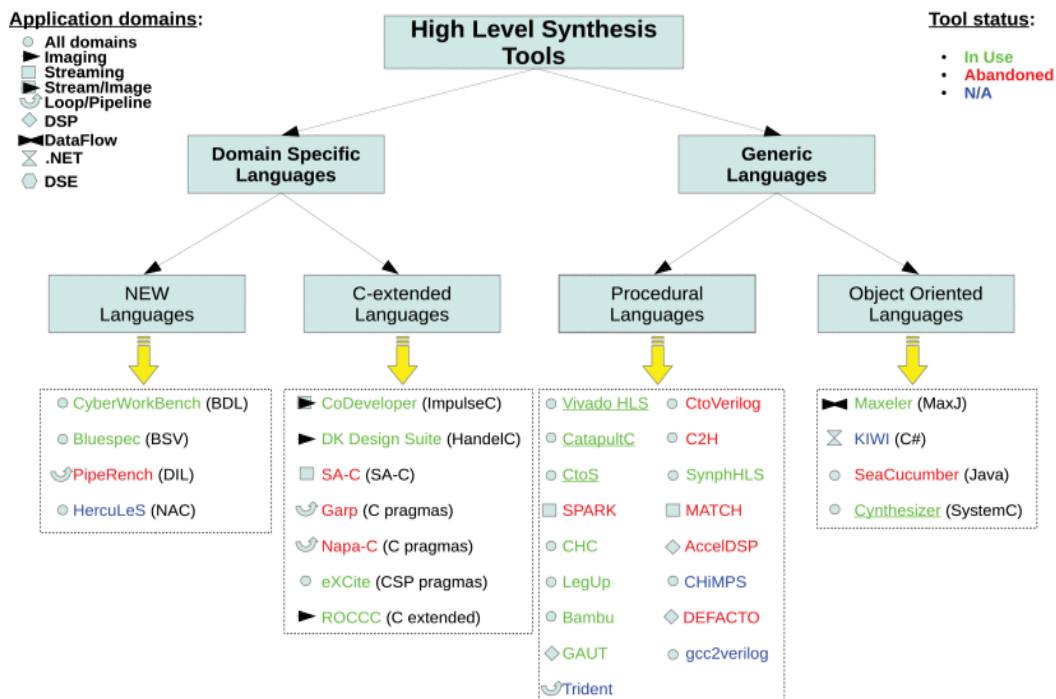 Application domains:
All domains
Imaging
Streaming
Stream/Image
Loop/Pipeline
DSP
DataFlow
.NET
DSE
High Level Synthesis
Tools
Tool status:
• In Use
• Abandoned
• N/A
Domain Specific
Languages
Generic
Languages
NEW
Languages
C-extended
Languages
Procedural
Languages
Object Oriented
Languages
CyberWorkBench (BDL)
Bluespec (BSV)
PipeRench (DIL)
HercuLeS (NAC)
CoDeveloper (ImpulseC)
DK Design Suite (HandelC)
SA-C (SA-C)
Garp (C pragmas)
Napa-C (C pragmas)
eXCite (CSP pragmas)
ROCCC (C extended)
Vivado HLS
CatapultC
CtoS
SPARK
CHC
LegUp
Bambu
GAUT
Trident
CtoVerilog
C2H
SynphHLS
MATCH
AccelDSP
CHiMPS
DEFACTO
gcc2verilog
Maxeler (MaxJ)
KIWI (C#)
SeaCucumber (Java)
Cynthesizer (SystemC)